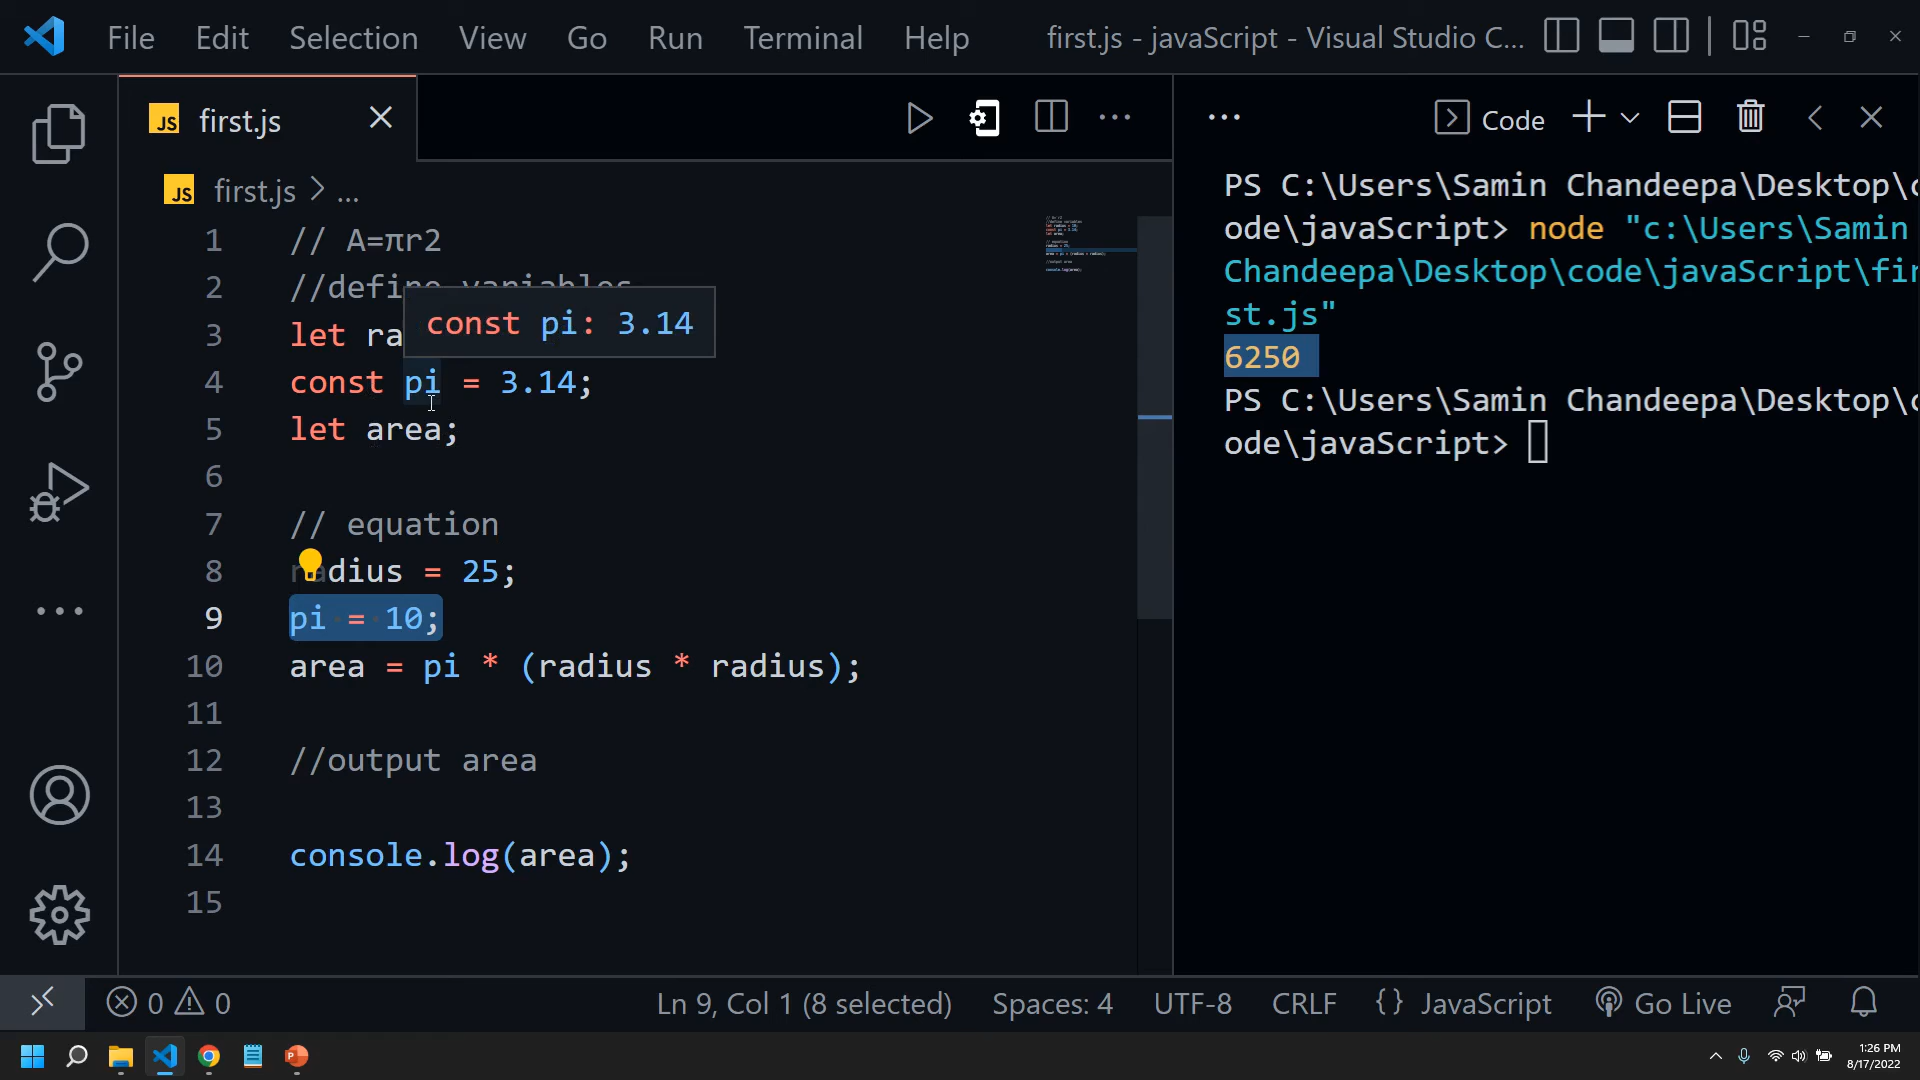 File Edit Selection View Go Run Terminal Help first.js - javaScript - Visual Studio C...
JS first.js
Code
JS first.js > ...
1 // A=πr2
2 //define variables
const pi: 3.14
3 let ra
4 const pi = 3.14;
5 let area;
6
7 // equation
8 radius = 25;
9 pi = 10;
10 area = pi * (radius * radius);
11
12 //output area
13
14 console.log(area);
15
PS C:\Users\Samin Chandeepa\Desktop\c
ode\javaScript> node "c:\Users\Samin
Chandeepa\Desktop\code\javaScript\fir
st.js"
6250
PS C:\Users\Samin Chandeepa\Desktop\c
ode\javaScript>
0 0 Ln 9, Col 1 (8 selected) Spaces: 4 UTF-8 CRLF {} JavaScript Go Live
1:26 PM
8/17/2022